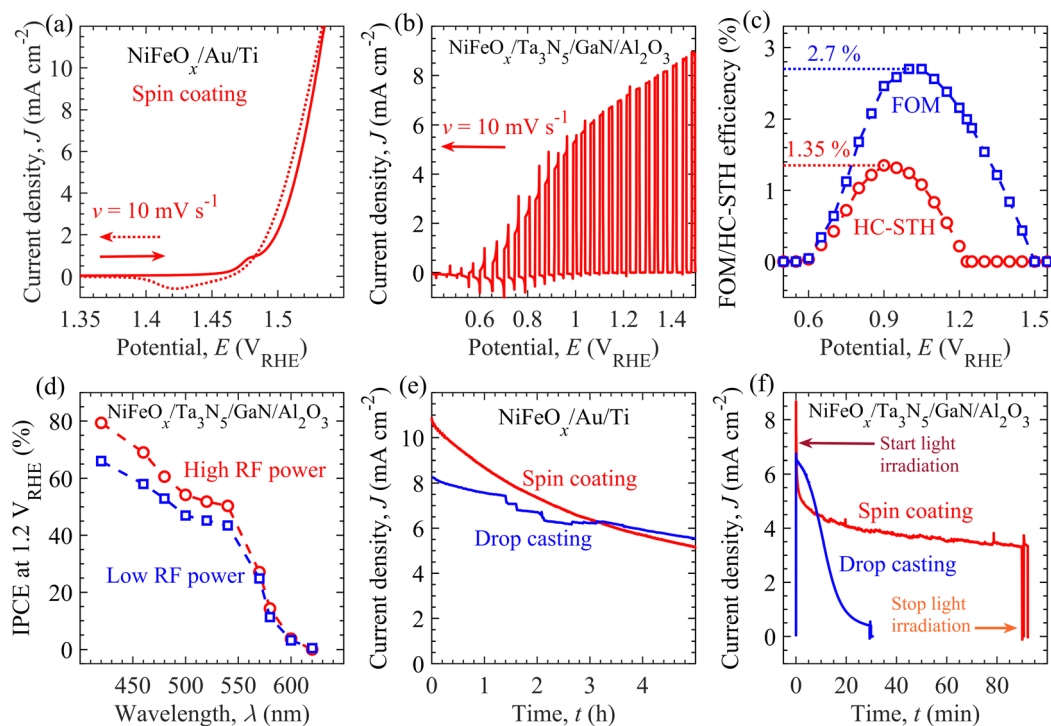 (a)
NiFeOx/Au/Ti
Spin coating
v = 10 mV s−1
Current density, J (mA cm−2)
12
10
8
6
4
2
0
1.35
1.41
1.47
1.53
Potential, E (VRHE)
(b)
NiFeOx/Ta3N5/GaN/Al2O3
v = 10 mV s−1
Current density, J (mA cm−2)
10
8
6
4
2
0
0.6
0.8
1
1.2
1.4
Potential, E (VRHE)
(c)
2.7 %
FOM
1.35 %
HC-STH
FOM/HC-STH efficiency (%)
3
2
1
0
0.6
0.9
1.2
1.5
Potential, E (VRHE)
(d)
NiFeOx/Ta3N5/GaN/Al2O3
High RF power
Low RF power
IPCE at 1.2 VRHE (%)
80
60
40
20
0
450
500
550
600
Wavelength, λ (nm)
(e)
NiFeOx/Au/Ti
Spin coating
Drop casting
Current density, J (mA cm−2)
12
10
8
6
4
2
0
0
1
2
3
4
5
Time, t (h)
(f)
NiFeOx/Ta3N5/GaN/Al2O3
Start light
irradiation
Spin coating
Drop casting
Stop light
irradiation
Current density, J (mA cm−2)
8
6
4
2
0
0
20
40
60
80
Time, t (min)